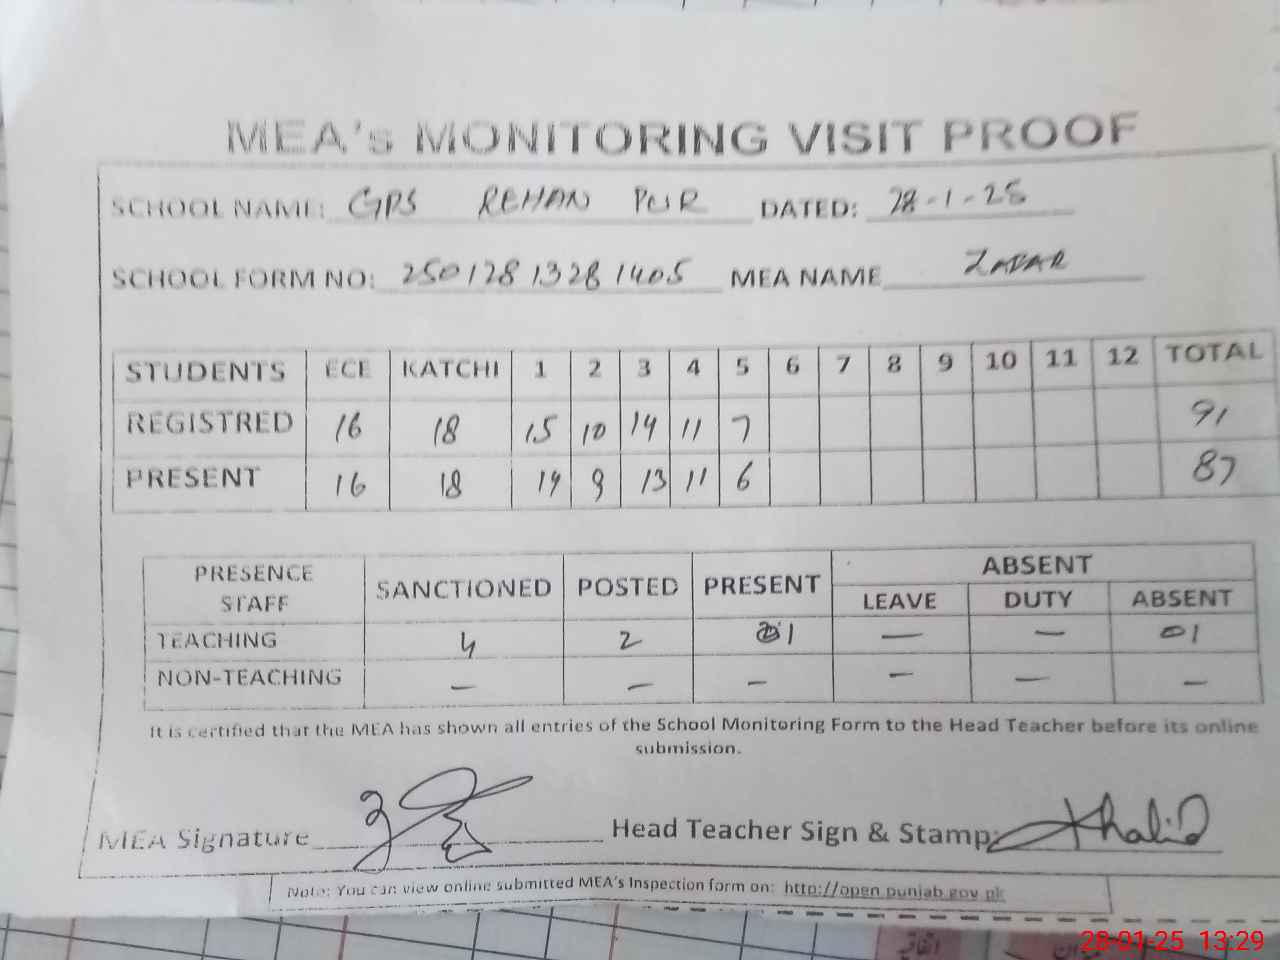 MEA's MONITORING VISIT PROOF
SCHOOL NAME: GPS REHAN PUR DATED: 28-1-25
SCHOOL FORM NO: 25012813281405 MEA NAME ZAFAR
STUDENTS ECE KATCHI 1 2 3 4 5 6 7 8 9 10 11 12 TOTAL
REGISTRED 16 18 15 10 14 11 7 91
PRESENT 16 18 14 9 13 11 6 87
PRESENCE STAFF SANCTIONED POSTED PRESENT ABSENT
LEAVE DUTY ABSENT
TEACHING 4 2 01 — — 01
NON-TEACHING — — — — — —
It is certified that the MEA has shown all entries of the School Monitoring Form to the Head Teacher before its online
submission.
MEA Signature Head Teacher Sign & Stamp: Khalid
Note: You can view online submitted MEA's Inspection form on: http://open.punjab.gov.pk
28-01-25 13:29